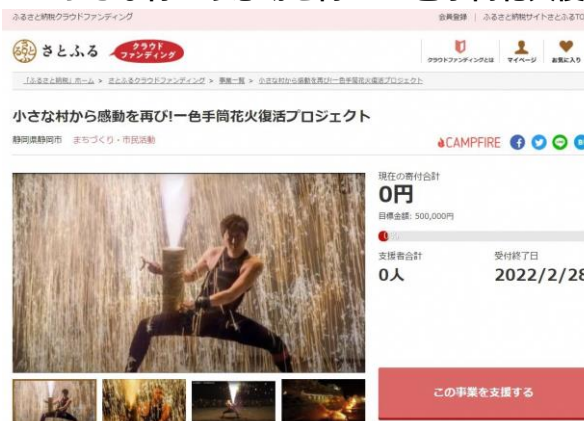 ふるさと納税クラウドファンディング
会員登録 | ふるさと納税サイトさとふるTO
さとふる クラウドファンディング
クラウドファンディングとは マイページ お気に入り
「ふるさと納税」ホーム > さとふるクラウドファンディング > 事業一覧 > 小さな村から感動を再び!一色手筒花火復活プロジェクト
小さな村から感動を再び!一色手筒花火復活プロジェクト
静岡県静岡市 まちづくり・市民活動
CAMPFIRE
現在の寄付合計
0円
目標金額: 500,000円
支援者合計 受付終了日
0人 2022/2/28
この事業を支援する